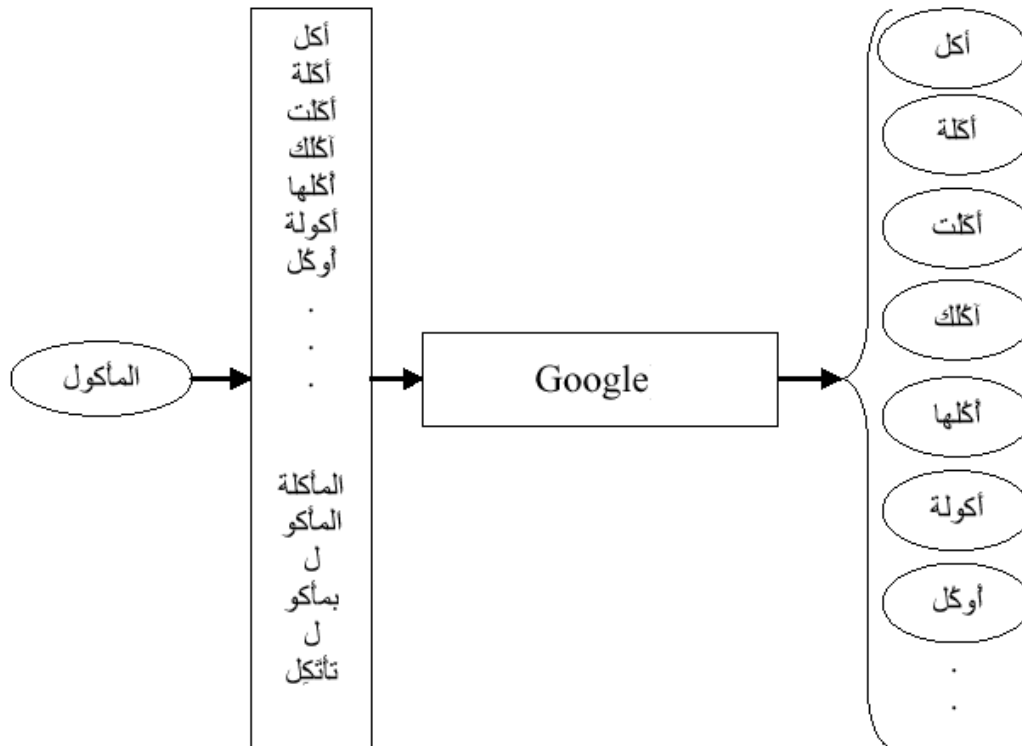 المأكول
أكل
أكلة
أكلت
آكلك
أكلها
أكولة
أوكل
.
.
.
المأكلة
المأكو
ل
بمأكو
ل
تأتكِل
Google
أكل
أكلة
أكلت
آكلك
أكلها
أكولة
أوكل
.
.